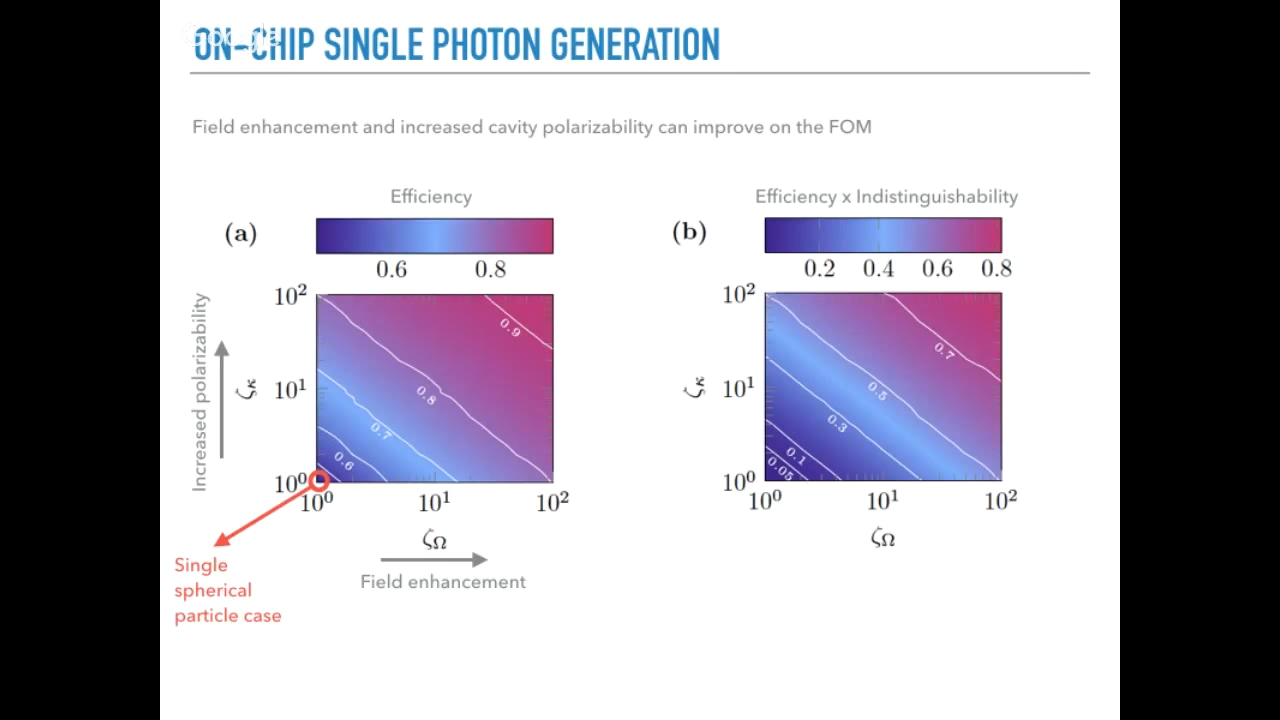 Google
ON-CHIP SINGLE PHOTON GENERATION
Field enhancement and increased cavity polarizability can improve on the FOM
Efficiency
(a)
0.6 0.8
10² 10¹ 10⁰
Increased polarizability
ζκ
0.9
0.8
0.7
0.6
10⁰ 10¹ 10²
ζΩ
Field enhancement
Single
spherical
particle case
Efficiency x Indistinguishability
(b)
0.2 0.4 0.6 0.8
10² 10¹ 10⁰
ζκ
0.7
0.5
0.3
0.1
0.05
10⁰ 10¹ 10²
ζΩ